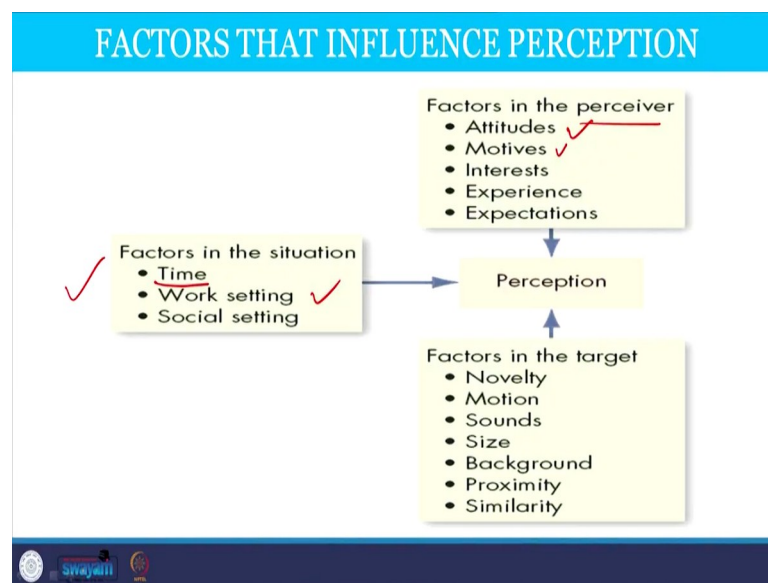 FACTORS THAT INFLUENCE PERCEPTION
Factors in the perceiver
• Attitudes
• Motives
• Interests
• Experience
• Expectations
Factors in the situation
• Time
• Work setting
• Social setting
Perception
Factors in the target
• Novelty
• Motion
• Sounds
• Size
• Background
• Proximity
• Similarity
swayam